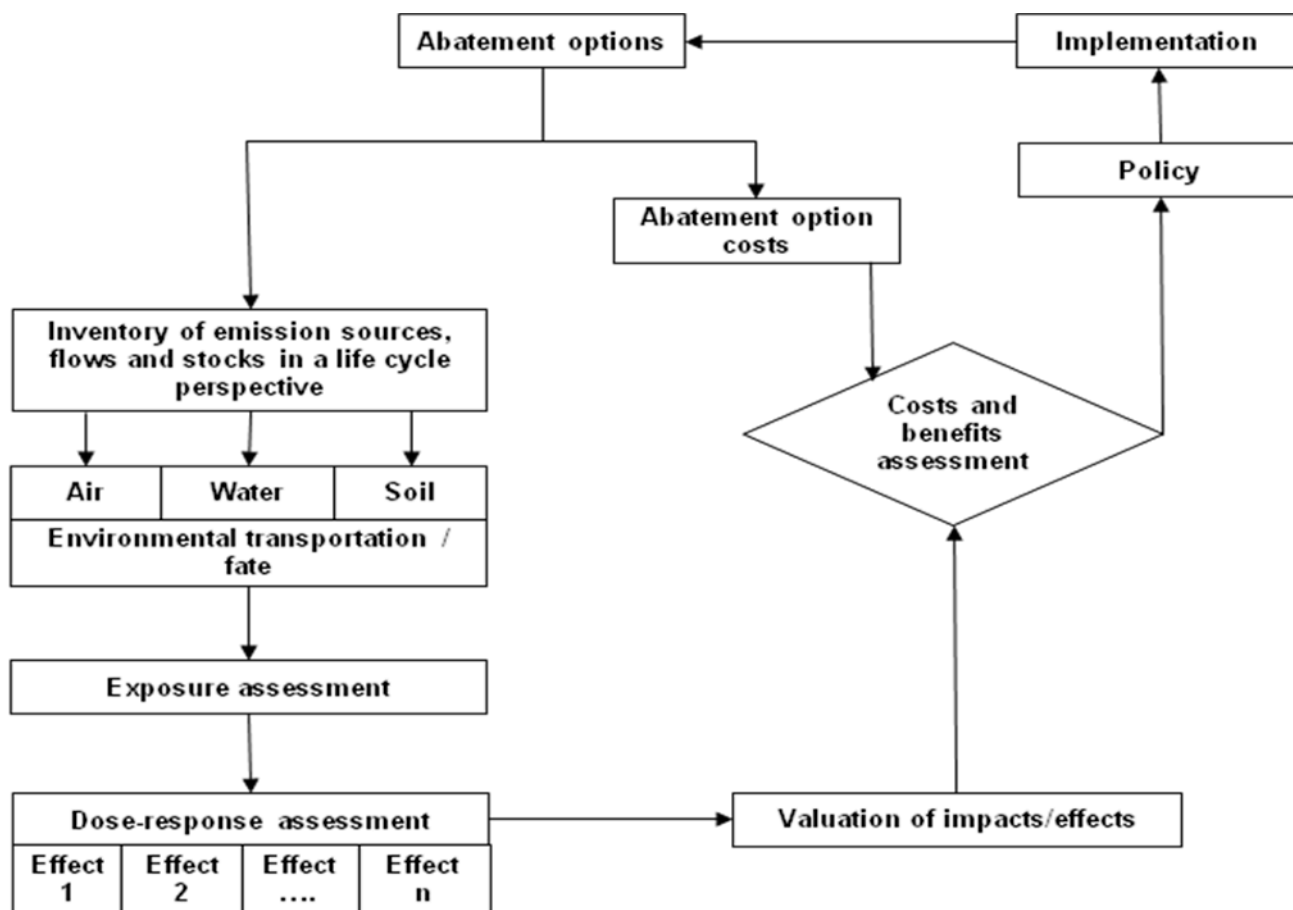 Abatement options
Implementation
Policy
Abatement option
costs
Inventory of emission sources,
flows and stocks in a life cycle
perspective
Costs and
benefits
assessment
Air
Water
Soil
Environmental transportation /
fate
Exposure assessment
Dose-response assessment
Valuation of impacts/effects
Effect
1
Effect
2
Effect
....
Effect
n